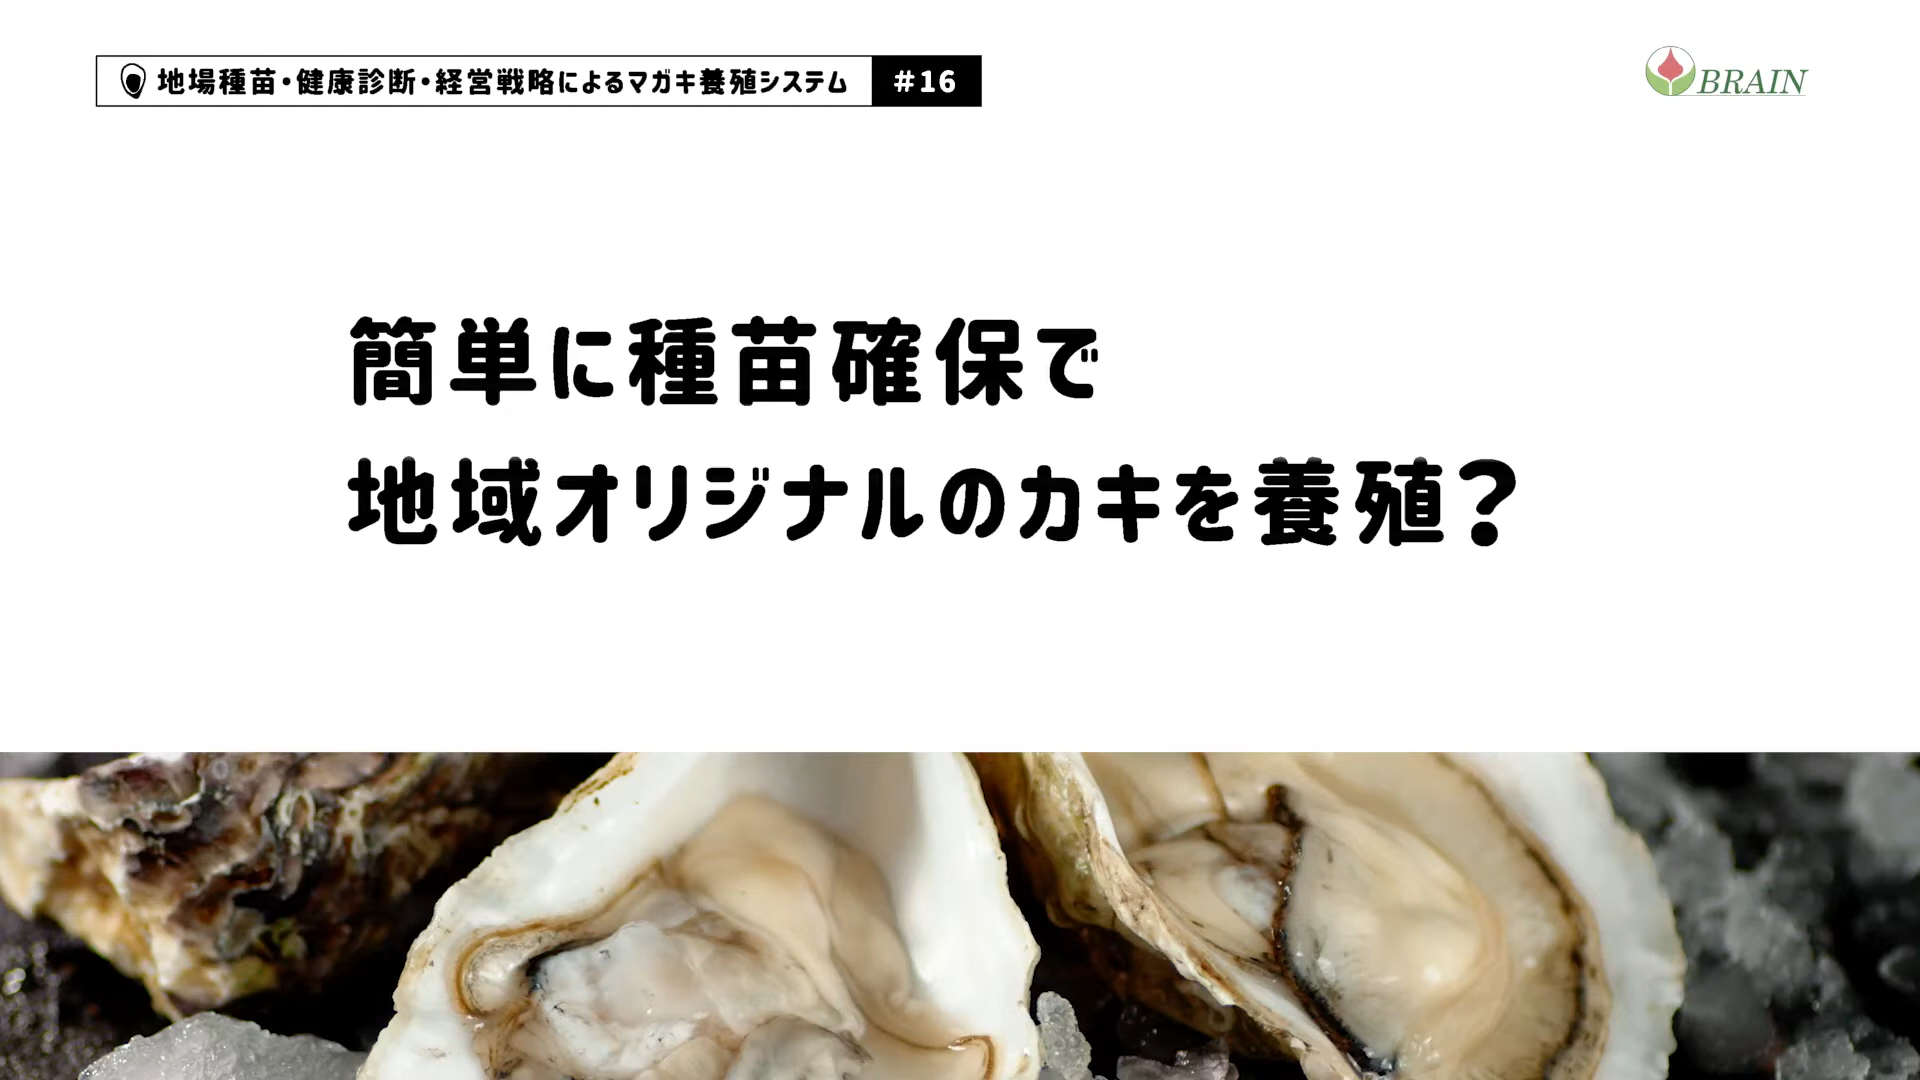 地場種苗・健康診断・経営戦略によるマガキ養殖システム #16
BRAIN
簡単に種苗確保で
地域オリジナルのカキを養殖?